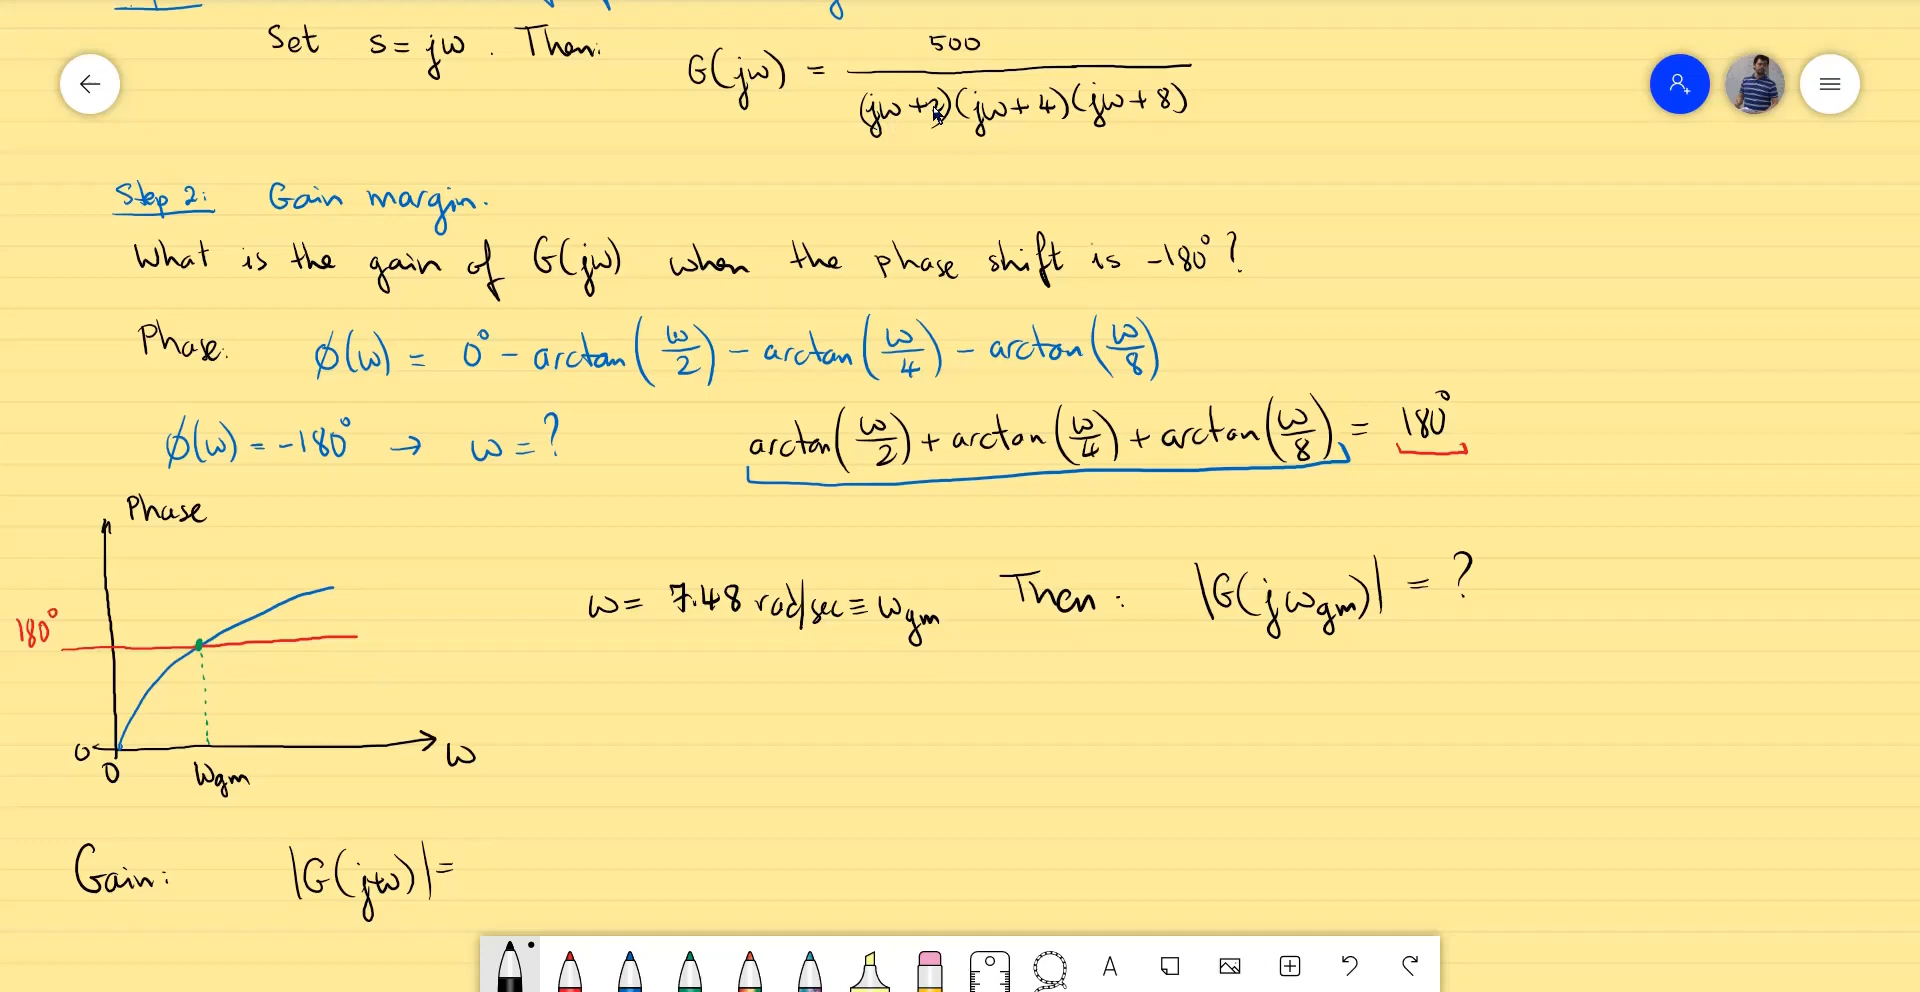 Set s = jω. Then: G(jω) = 500 / (jω+2)(jω+4)(jω+8)
Step 2: Gain margin.
What is the gain of G(jω) when the phase shift is -180°?
Phase: ϕ(ω) = 0° - arctan(ω/2) - arctan(ω/4) - arctan(ω/8)
ϕ(ω) = -180° → ω = ? arctan(ω/2) + arctan(ω/4) + arctan(ω/8) = 180°
Phase
180°
ω = 7.48 rad/sec ≡ ωgm Then: |G(jωgm)| = ?
0
0 ωgm ω
Gain: |G(jω)| =
A